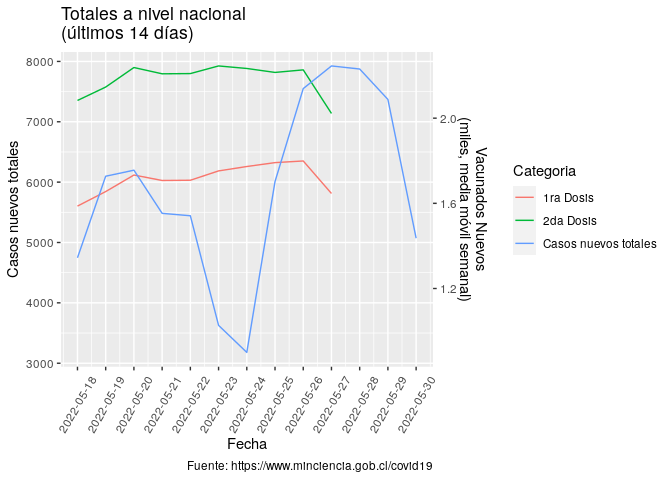 Totales a nivel nacional
(últimos 14 días)
8000
7000
6000
5000
4000
3000
Casos nuevos totales
2.0
1.6
1.2
Vacunados Nuevos
(miles, media móvil semanal)
2022-05-18
2022-05-19
2022-05-20
2022-05-21
2022-05-22
2022-05-23
2022-05-24
2022-05-25
2022-05-26
2022-05-27
2022-05-28
2022-05-29
2022-05-30
Fecha
Categoria
1ra Dosis
2da Dosis
Casos nuevos totales
Fuente: https://www.minciencia.gob.cl/covid19